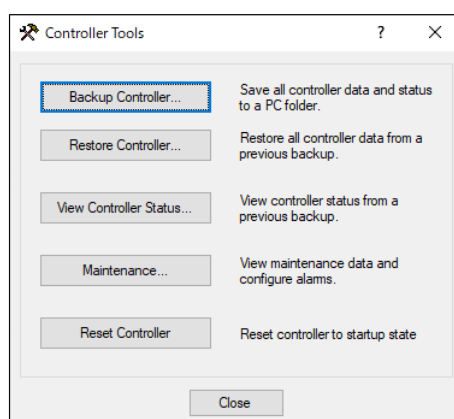 Controller Tools
?
Backup Controller...
Save all controller data and status
to a PC folder.
Restore Controller...
Restore all controller data from a
previous backup.
View Controller Status...
View controller status from a
previous backup.
Maintenance...
View maintenance data and
configure alarms.
Reset Controller
Reset controller to startup state
Close